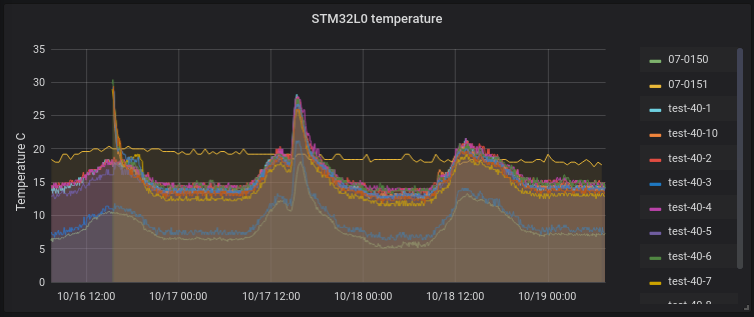 STM32L0 temperature
35
30
25
20
15
10
5
0
Temperature C
10/16 12:00
10/17 00:00
10/17 12:00
10/18 00:00
10/18 12:00
10/19 00:00
07-0150
07-0151
test-40-1
test-40-10
test-40-2
test-40-3
test-40-4
test-40-5
test-40-6
test-40-7